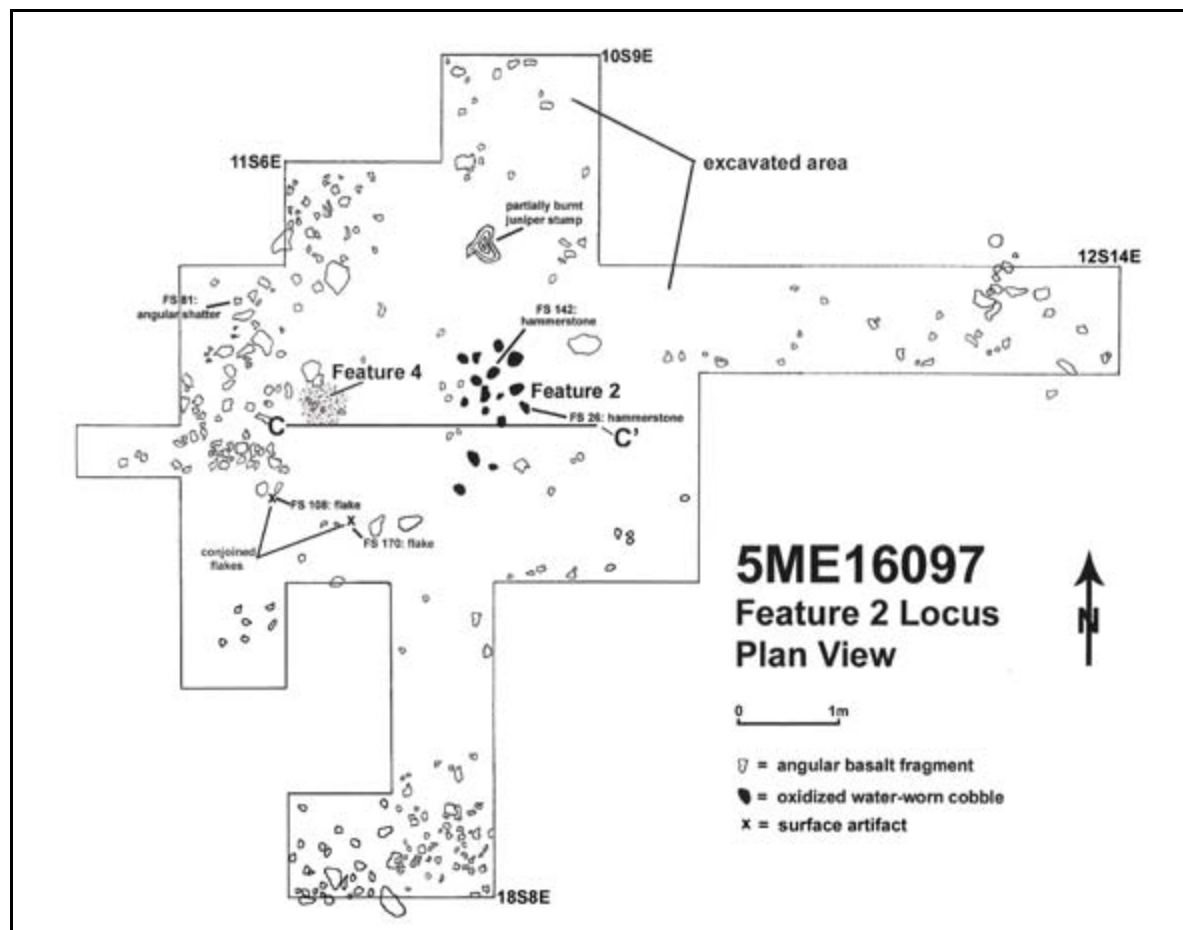 10S9E
11S6E
excavated area
partially burnt
juniper stump
12S14E
FS 81:
angular shatter
FS 142:
hammerstone
Feature 4
Feature 2
FS 26: hammerstone
C
C'
FS 108: flake
FS 170: flake
conjoined
flakes
5ME16097
Feature 2 Locus
Plan View
N
0 1m
= angular basalt fragment
= oxidized water-worn cobble
x = surface artifact
18S8E